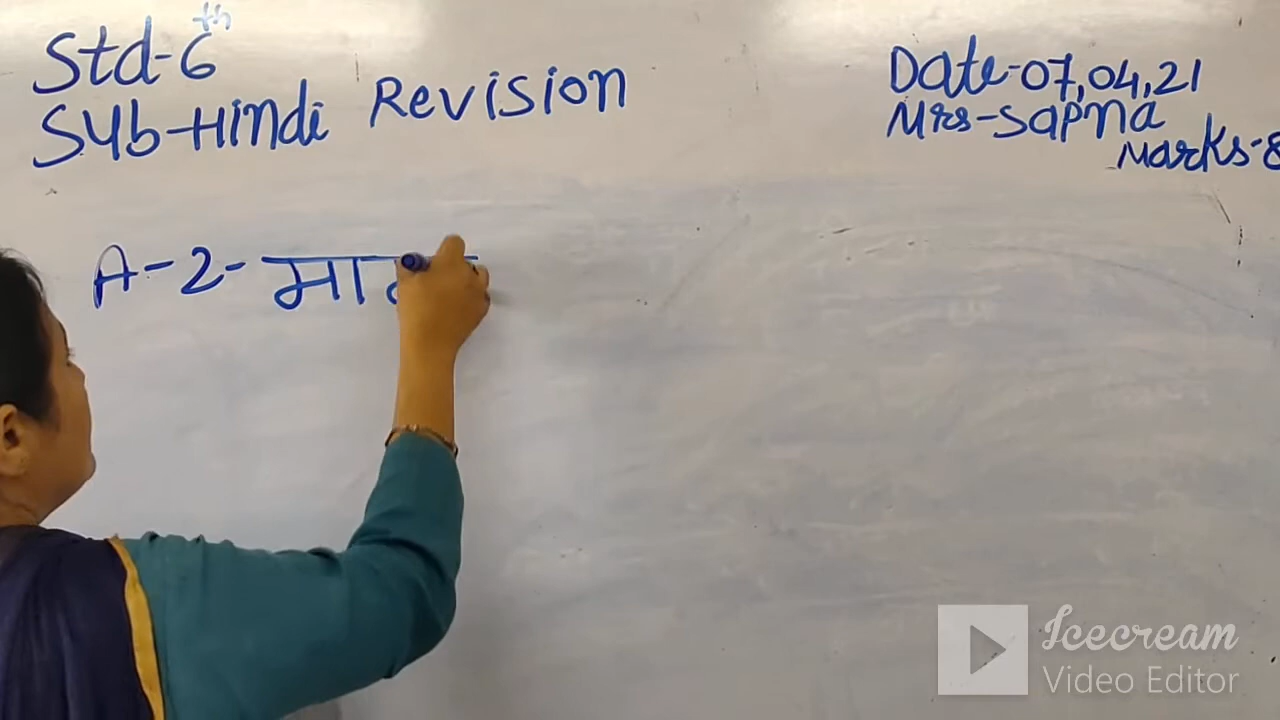 Std-6th
Sub-Hindi Revision
Date-07,04,21
Mrs-Sapna
Marks-8
A-2-मा
Icecream
Video Editor